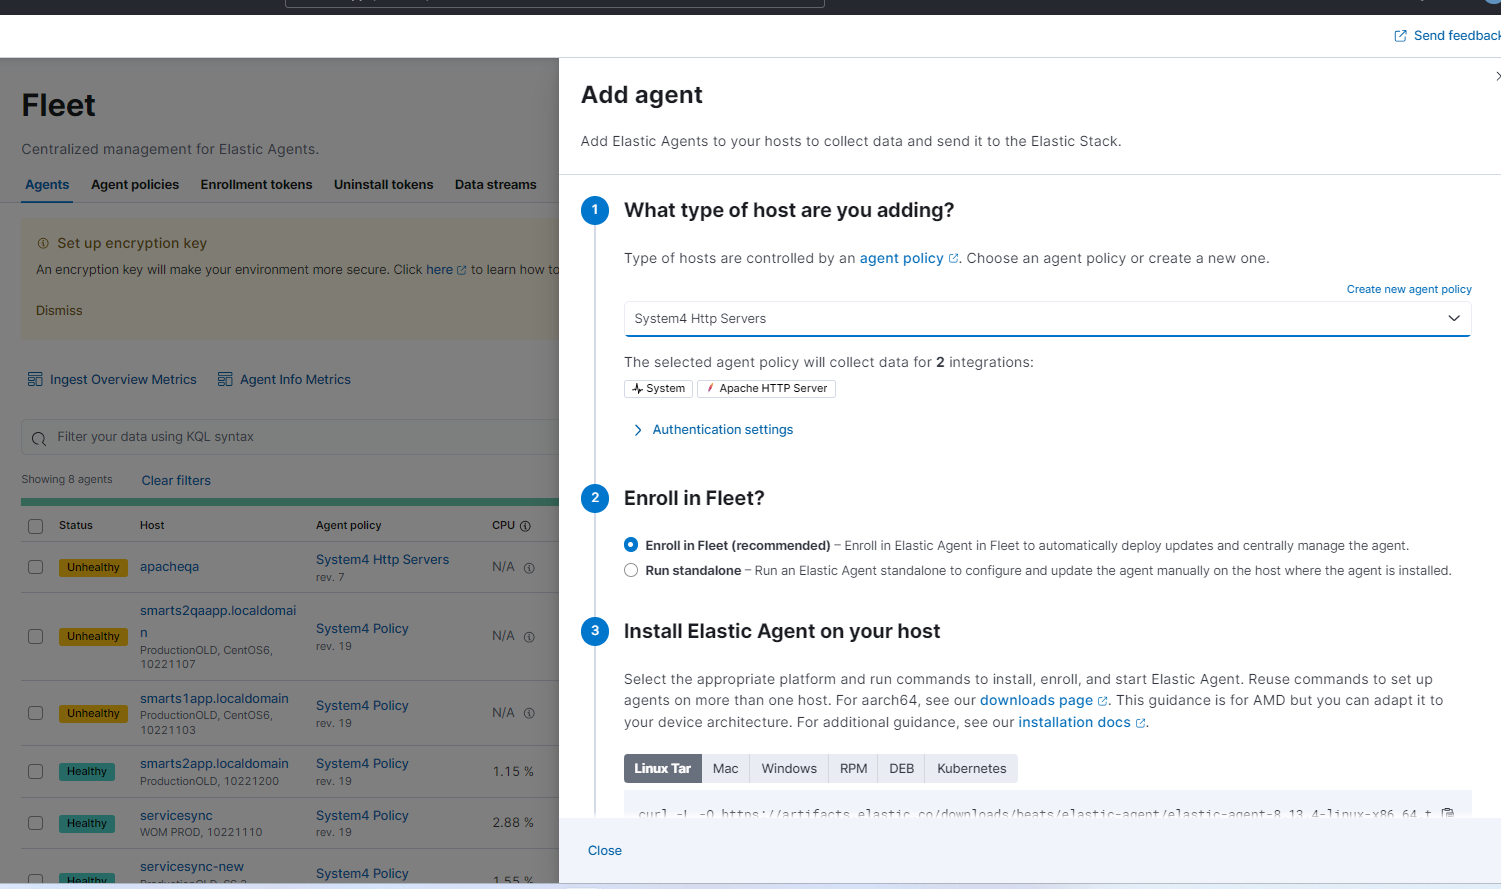 Send feedback
Fleet
Centralized management for Elastic Agents.
Agents Agent policies Enrollment tokens Uninstall tokens Data streams
Set up encryption key
An encryption key will make your environment more secure. Click here to learn how to
Dismiss
Ingest Overview Metrics Agent Info Metrics
Filter your data using KQL syntax
Showing 8 agents Clear filters
Status Host Agent policy CPU
Unhealthy apacheqa System4 Http Servers rev. 7 N/A
Unhealthy smarts2qaapp.localdomai
n
ProductionOLD, CentOS6,
10221107
System4 Policy
rev. 19
N/A
Unhealthy smarts1app.localdomain
ProductionOLD, CentOS6,
10221103
System4 Policy
rev. 19
N/A
Healthy smarts2app.localdomain
ProductionOLD, 10221200
System4 Policy
rev. 19
1.15 %
Healthy servicesync
WOM PROD, 10221110
System4 Policy
rev. 19
2.88 %
Healthy servicesync-new
System4 Policy
1.55 %
Add agent
Add Elastic Agents to your hosts to collect data and send it to the Elastic Stack.
1 What type of host are you adding?
Type of hosts are controlled by an agent policy. Choose an agent policy or create a new one.
Create new agent policy
System4 Http Servers
The selected agent policy will collect data for 2 integrations:
System Apache HTTP Server
Authentication settings
2 Enroll in Fleet?
Enroll in Fleet (recommended) – Enroll in Elastic Agent in Fleet to automatically deploy updates and centrally manage the agent.
Run standalone – Run an Elastic Agent standalone to configure and update the agent manually on the host where the agent is installed.
3 Install Elastic Agent on your host
Select the appropriate platform and run commands to install, enroll, and start Elastic Agent. Reuse commands to set up
agents on more than one host. For aarch64, see our downloads page. This guidance is for AMD but you can adapt it to
your device architecture. For additional guidance, see our installation docs.
Linux Tar Mac Windows RPM DEB Kubernetes
curl -L -O https://artifacts.elastic.co/downloads/beats/elastic-agent/elastic-agent-8.13.4-linux-x86_64.t
Close